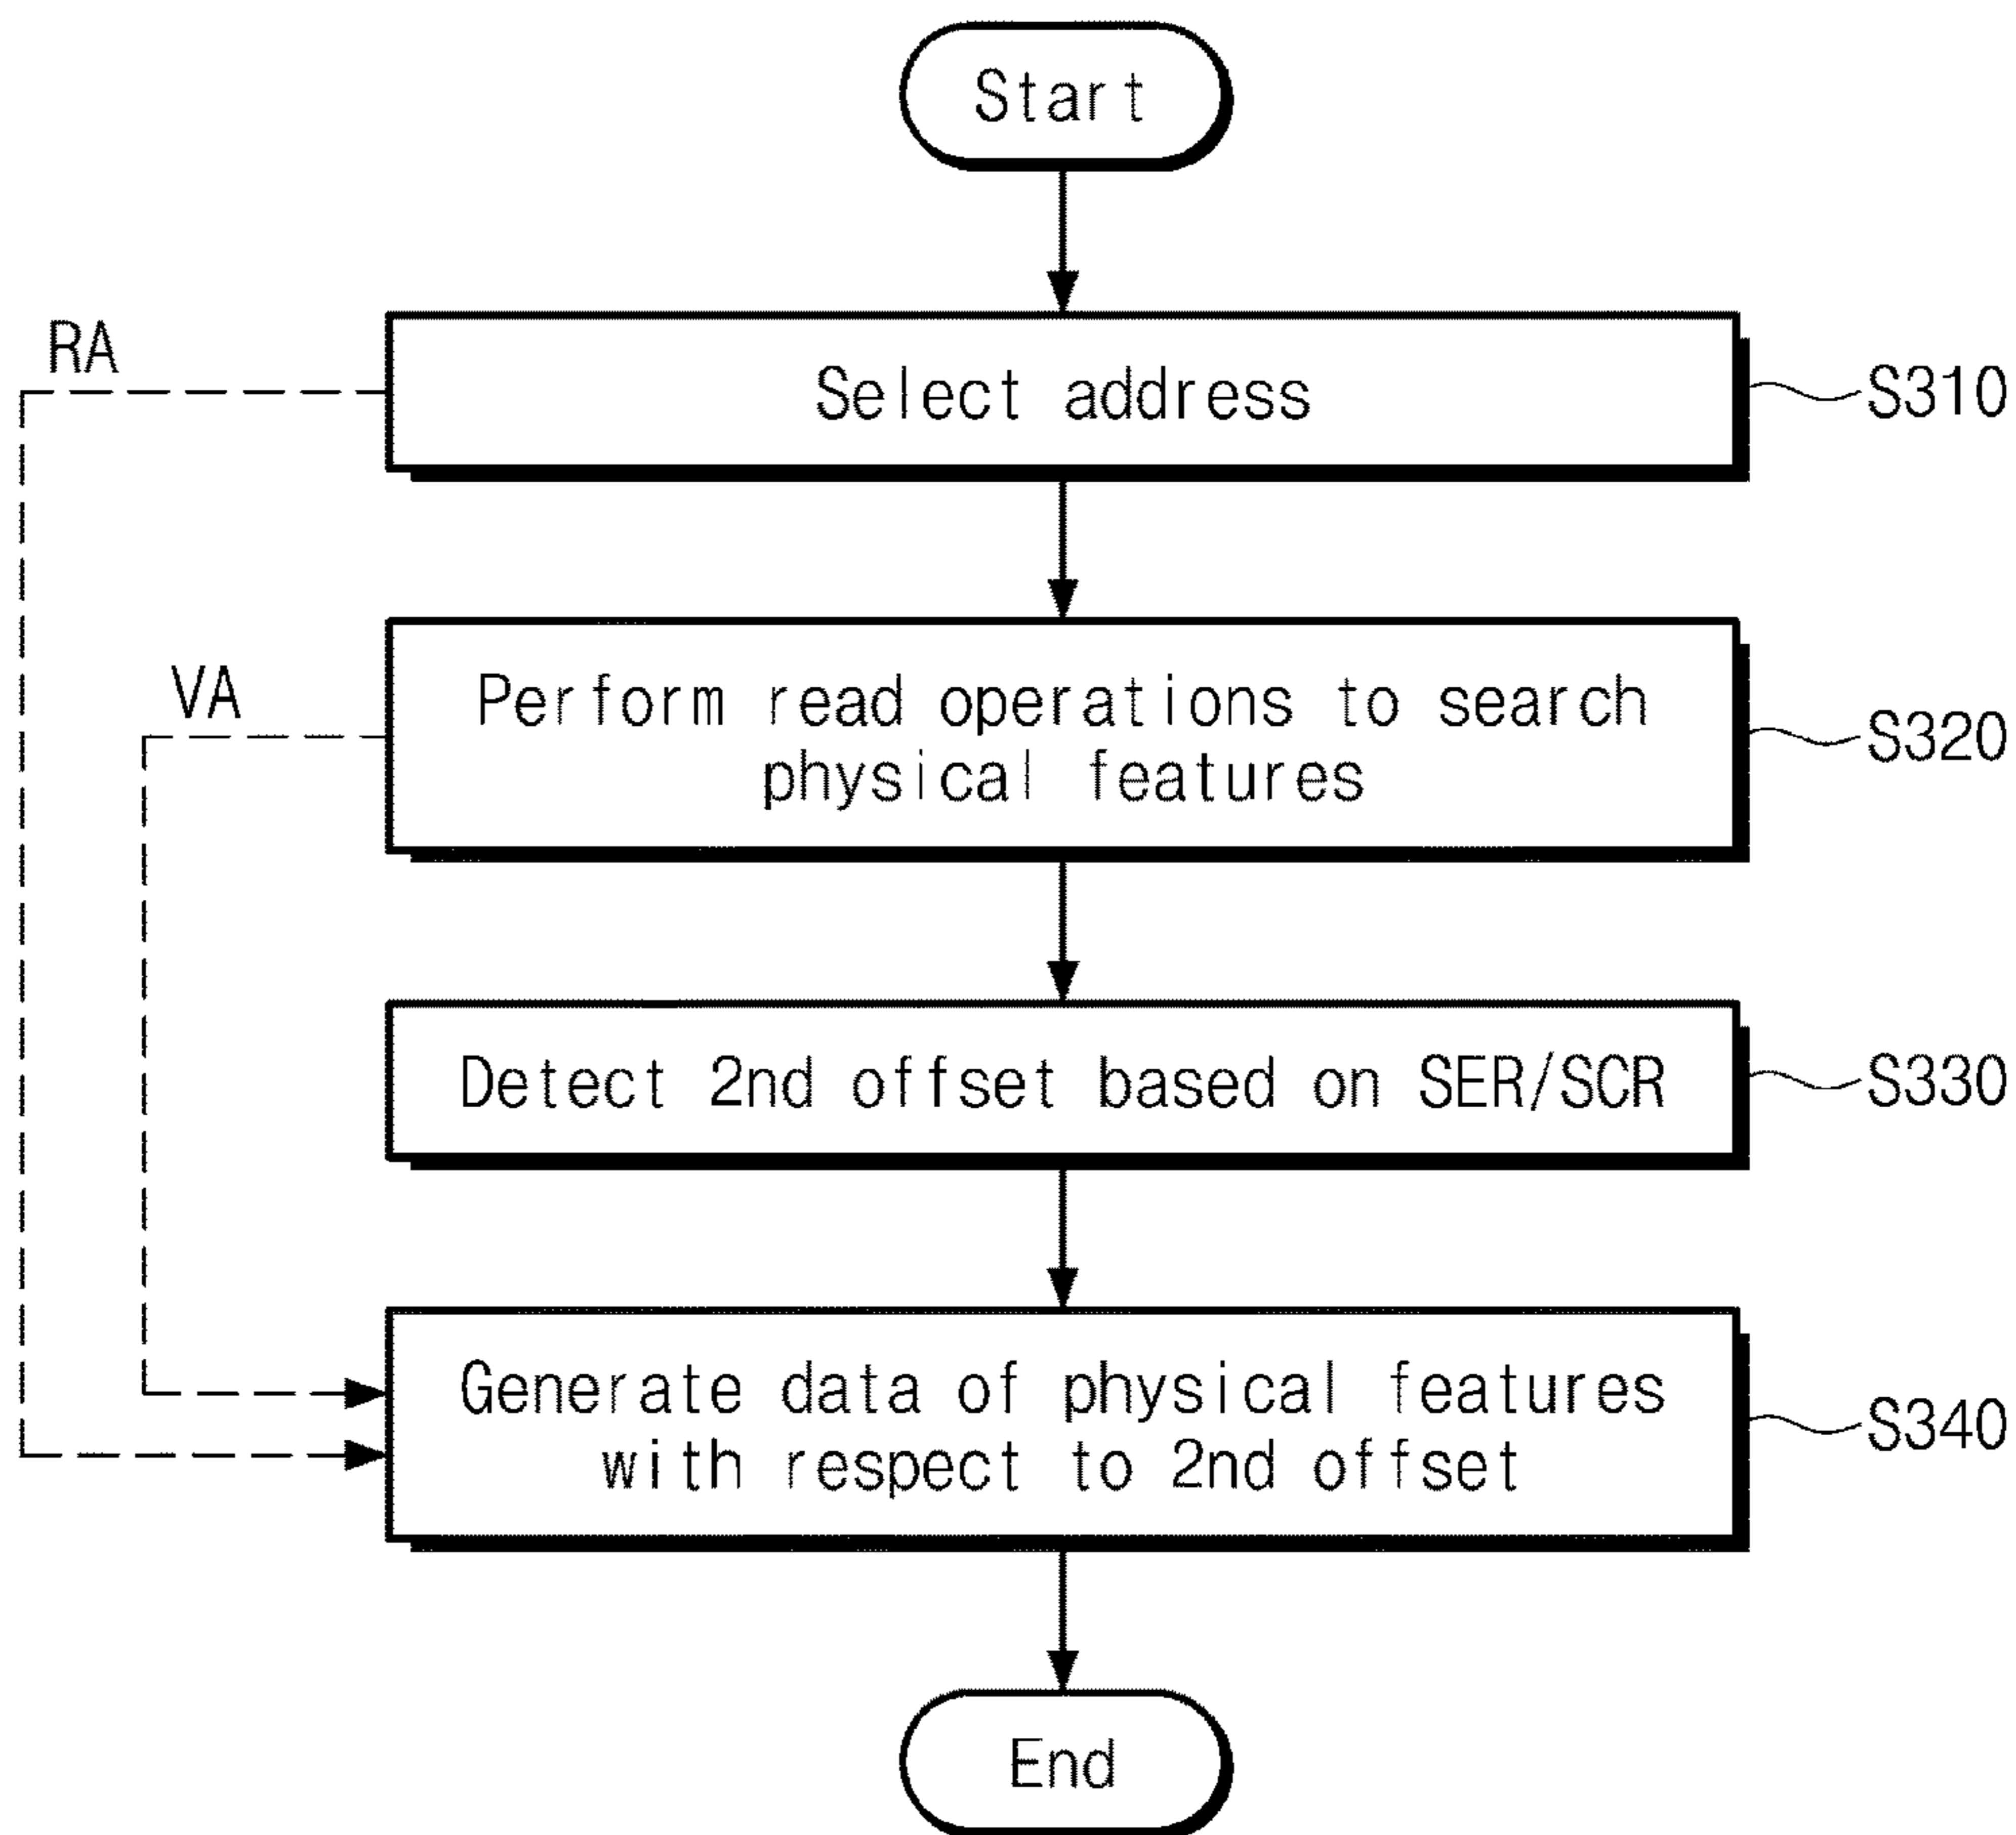 Start
RA
Select address
S310
VA
Perform read operations to search
physical features
S320
Detect 2nd offset based on SER/SCR
S330
Generate data of physical features
with respect to 2nd offset
S340
End